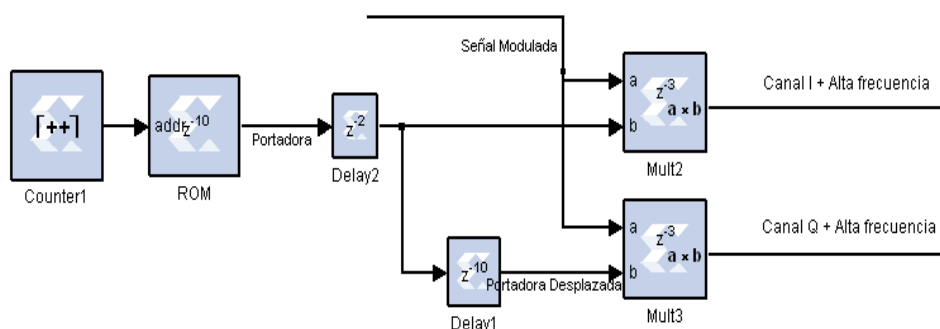 Señal Modulada
a
z-3
a × b
b
Mult2
Canal I + Alta frecuencia
++
Counter1
addr
z-10
ROM
Portadora
z-2
Delay2
a
z-3
a × b
b
Mult3
Canal Q + Alta frecuencia
z-10
Delay1
Portadora Desplazada